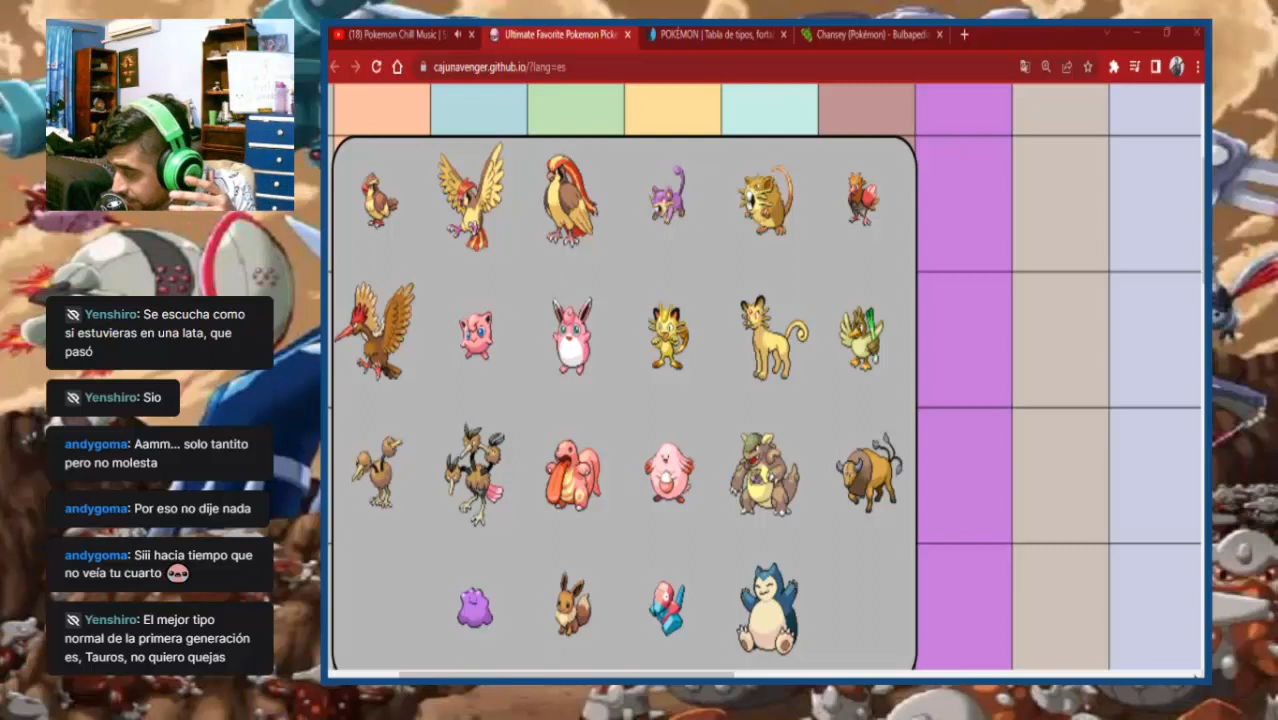 (18) Pokemon Chill Music | S
Ultimate Favorite Pokemon Picke
POKÉMON | Tabla de tipos, forta
Chansey (Pokémon) - Bulbaped
cajunavenger.github.io/?lang=es
Yenshiro: Se escucha como
si estuvieras en una lata, que
pasó
Yenshiro: Sio
andygoma: Aamm... solo tantito
pero no molesta
andygoma: Por eso no dije nada
andygoma: Siii hacia tiempo que
no veía tu cuarto
Yenshiro: El mejor tipo
normal de la primera generación
es, Tauros, no quiero quejas